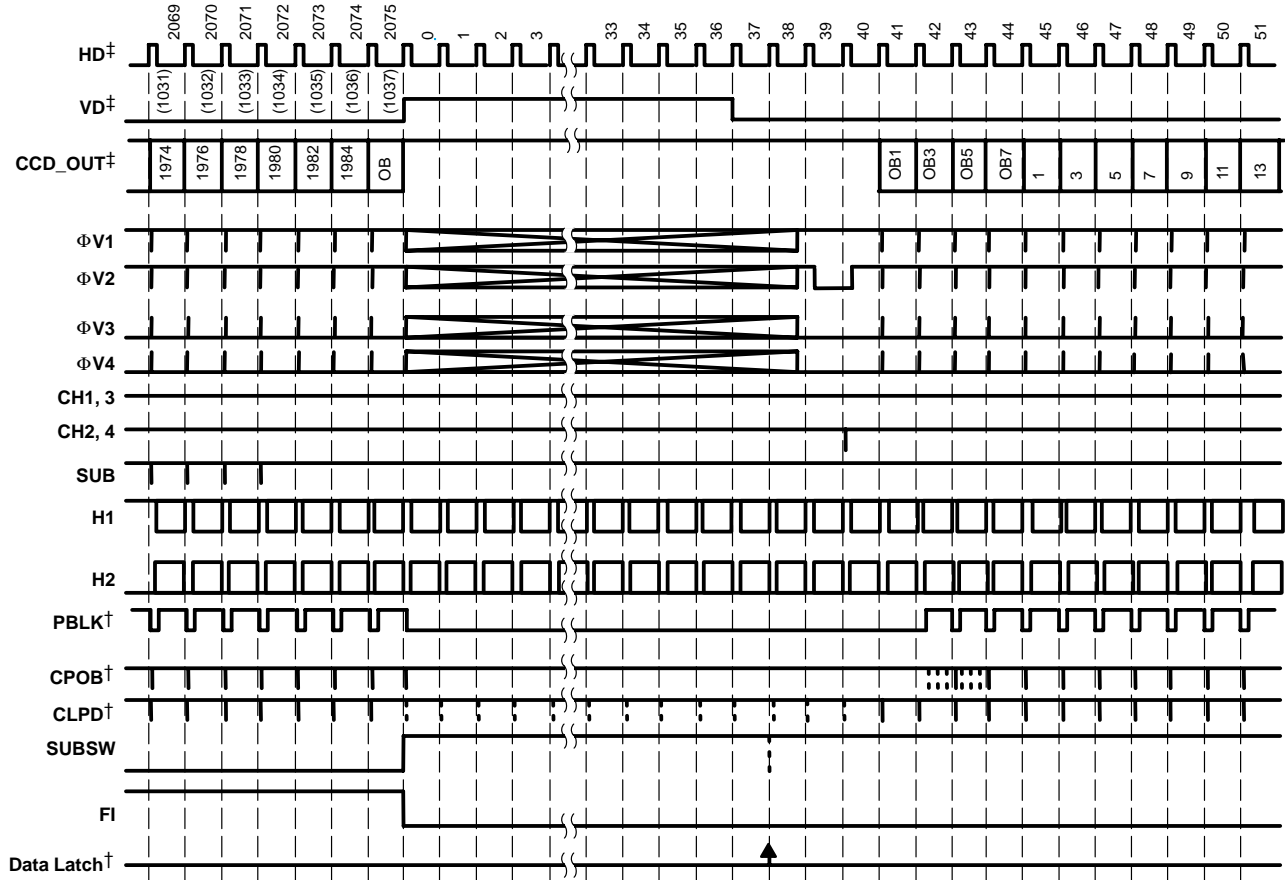 2069 2070 2071 2072 2073 2074 2075 0 1 2 3 33 34 35 36 37 38 39 40 41 42 43 44 45 46 47 48 49 50 51
HD‡
(1031) (1032) (1033) (1034) (1035) (1036) (1037)
VD‡
CCD_OUT‡ 1974 1976 1978 1980 1982 1984 OB OB1 OB3 OB5 OB7 1 3 5 7 9 11 13
ΦV1
ΦV2
ΦV3
ΦV4
CH1, 3
CH2, 4
SUB
H1
H2
PBLK†
CPOB†
CLPD†
SUBSW
FI
Data Latch†